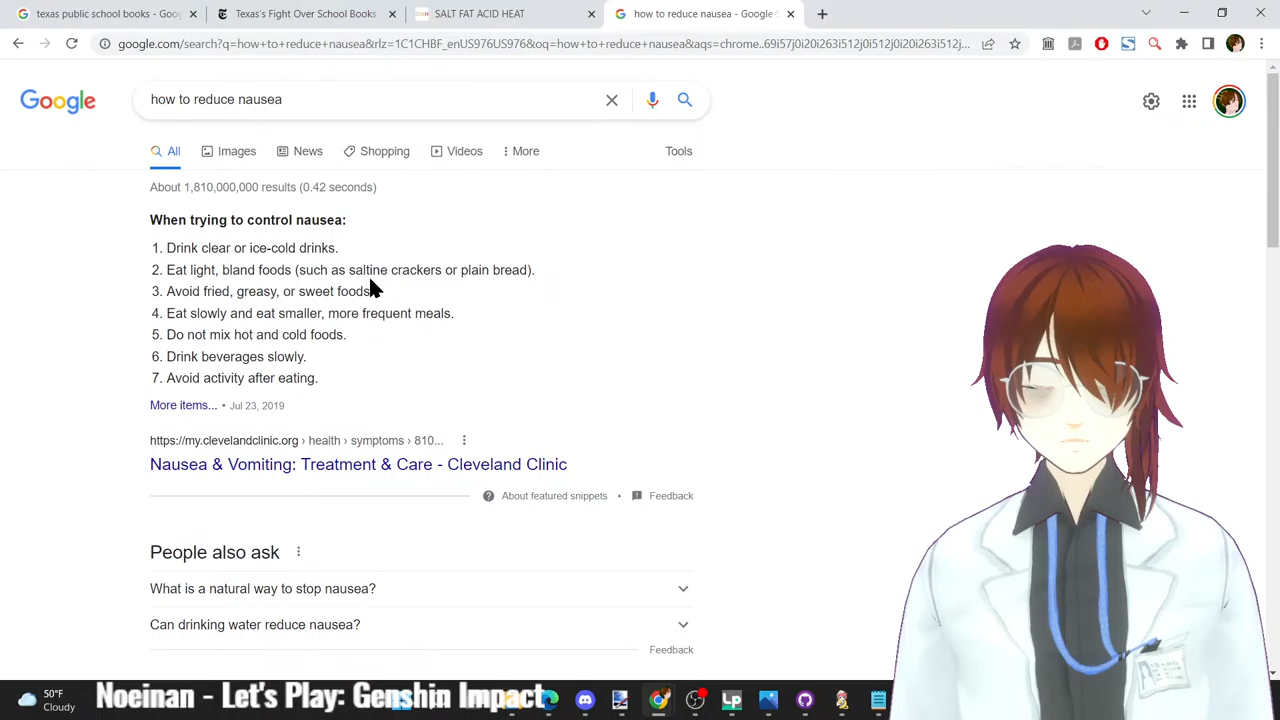 texas public school books - Goog
Texas's Fight Over School Books
SALT FAT ACID HEAT
how to reduce nausea - Google S
google.com/search?q=how+to+reduce+nausea&rlz=1C1CHBF_enUS976US976&oq=how+to+reduce+nausea&aqs=chrome..69i57j0i20i263i512j0i512j0i20i263i512j...
Google
how to reduce nausea
All
Images
News
Shopping
Videos
More
Tools
About 1,810,000,000 results (0.42 seconds)
When trying to control nausea:
1. Drink clear or ice-cold drinks.
2. Eat light, bland foods (such as saltine crackers or plain bread).
3. Avoid fried, greasy, or sweet foods
4. Eat slowly and eat smaller, more frequent meals.
5. Do not mix hot and cold foods.
6. Drink beverages slowly.
7. Avoid activity after eating.
More items... • Jul 23, 2019
https://my.clevelandclinic.org › health › symptoms › 810...
Nausea & Vomiting: Treatment & Care - Cleveland Clinic
About featured snippets • Feedback
People also ask
What is a natural way to stop nausea?
Can drinking water reduce nausea?
Feedback
50°F
Cloudy
Noeinan - Let's Play: Genshin Impact
LP